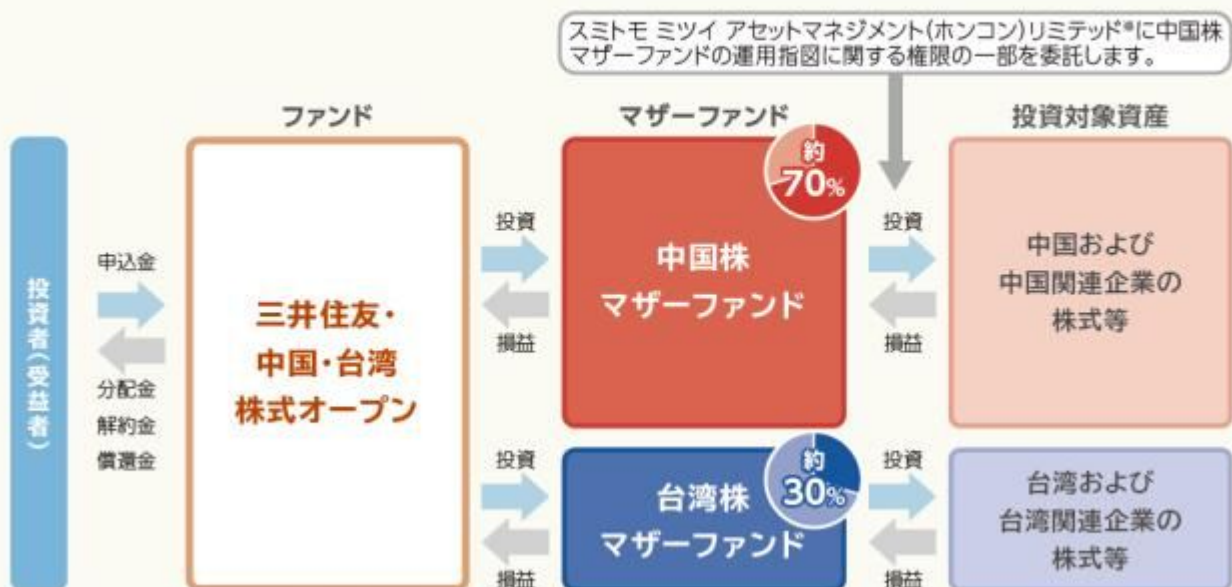 スミトモ ミツイ アセットマネジメント(ホンコン)リミテッド※に中国株
マザーファンドの運用指図に関する権限の一部を委託します。
ファンド
マザーファンド
投資対象資産
投資者(受益者)
申込金
分配金
解約金
償還金
三井住友・
中国・台湾
株式オープン
投資
損益
約
70%
中国株
マザーファンド
投資
損益
中国および
中国関連企業の
株式等
投資
損益
約
30%
台湾株
マザーファンド
投資
損益
台湾および
台湾関連企業の
株式等